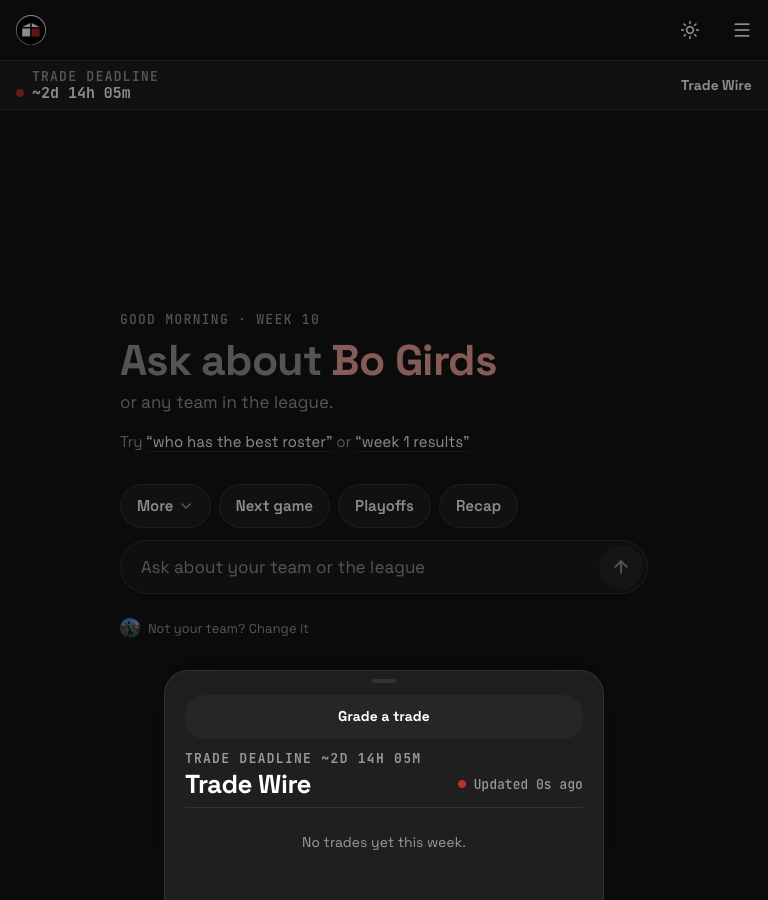 TRADE DEADLINE
~2d 14h 05m
Trade Wire
GOOD MORNING · WEEK 10
Ask about Bo Girds
or any team in the league.
Try “who has the best roster” or “week 1 results”
More
Next game
Playoffs
Recap
Ask about your team or the league
Not your team? Change it
Grade a trade
TRADE DEADLINE ~2D 14H 05M
Trade Wire
Updated 0s ago
No trades yet this week.